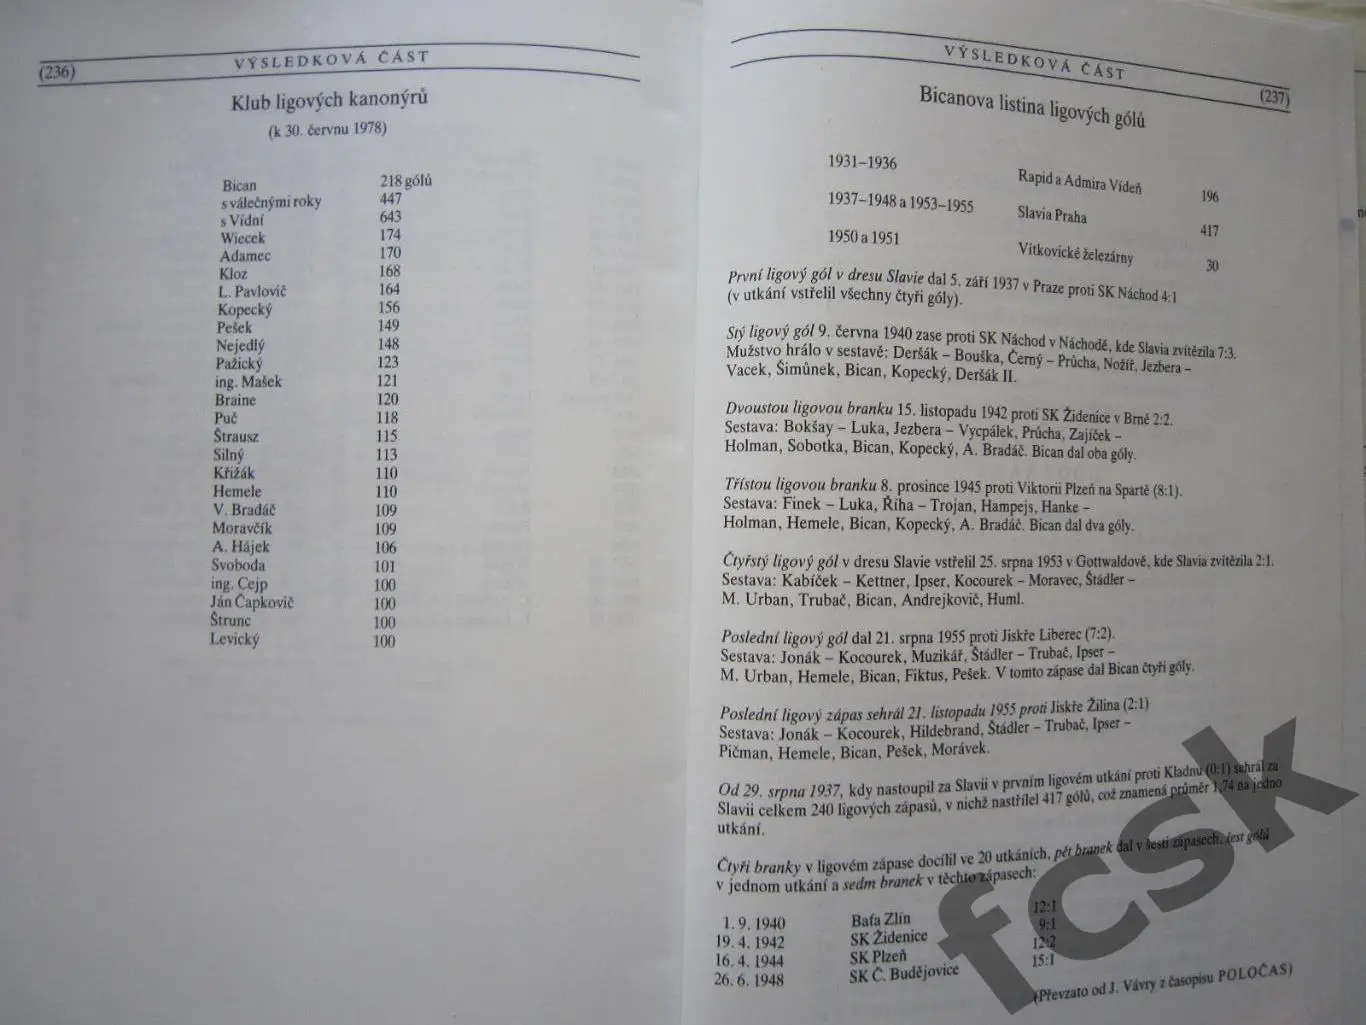 (236)
VÝSLEDKOVÁ ČÁST
Klub ligových kanonýrů
(k 30. červnu 1978)
Bican 218 gólů
s válečnými roky 447
s Vídní 643
Wiecek 174
Adamec 170
Kloz 168
L. Pavlovič 164
Kopecký 156
Pešek 149
Nejedlý 148
Pažický 123
ing. Mašek 121
Braine 120
Puč 118
Štrausz 115
Silný 113
Křižák 110
Hemele 110
V. Bradáč 109
Moravčík 109
A. Hájek 106
Svoboda 101
ing. Cejp 100
Ján Čapkovič 100
Štrunc 100
Levický 100
VÝSLEDKOVÁ ČÁST
(237)
Bicanova listina ligových gólů
1931–1936 Rapid a Admira Vídeň 196
1937–1948 a 1953–1955 Slavia Praha 417
1950 a 1951 Vítkovické železárny 30
První ligový gól v dresu Slavie dal 5. září 1937 v Praze proti SK Náchod 4:1
(v utkání vstřelil všechny čtyři góly).
Stý ligový gól 9. června 1940 zase proti SK Náchod v Náchodě, kde Slavia zvítězila 7:3.
Mužstvo hrálo v sestavě: Deršák – Bouška, Černý – Průcha, Nožíř, Jezbera –
Vacek, Šimůnek, Bican, Kopecký, Deršák II.
Dvoustou ligovou branku 15. listopadu 1942 proti SK Židenice v Brně 2:2.
Sestava: Bokšay – Luka, Jezbera – Vycpálek, Průcha, Zajíček –
Holman, Sobotka, Bican, Kopecký, A. Bradáč. Bican dal oba góly.
Třístou ligovou branku 8. prosince 1945 proti Viktorii Plzeň na Spartě (8:1).
Sestava: Finek – Luka, Říha – Trojan, Hampejs, Hanke –
Holman, Hemele, Bican, Kopecký, A. Bradáč. Bican dal dva góly.
Čtyřstý ligový gól v dresu Slavie vstřelil 25. srpna 1953 v Gottwaldově, kde Slavia zvítězila 2:1.
Sestava: Kabíček – Kettner, Ipser, Kocourek – Moravec, Štádler –
M. Urban, Trubač, Bican, Andrejkovič, Huml.
Poslední ligový gól dal 21. srpna 1955 proti Jiskře Liberec (7:2).
Sestava: Jonák – Kocourek, Muzikář, Štádler – Trubač, Ipser –
M. Urban, Hemele, Bican, Fiktus, Pešek. V tomto zápase dal Bican čtyři góly.
Poslední ligový zápas sehrál 21. listopadu 1955 proti Jiskře Žilina (2:1)
Sestava: Jonák – Kocourek, Hildebrand, Štádler – Trubač, Ipser –
Pičman, Hemele, Bican, Pešek, Morávek.
Od 29. srpna 1937, kdy nastoupil za Slavii v prvním ligovém utkání proti Kladnu (0:1) sehrál za
Slavii celkem 240 ligových zápasů, v nichž nastřílel 417 gólů, což znamená průměr 1,74 na jedno
utkání.
Čtyři branky v ligovém zápase docílil ve 20 utkáních, pět branek dal v šesti zápasech, šest gólů
v jednom utkání a sedm branek v těchto zápasech:
1. 9. 1940 Baťa Zlín 12:1
19. 4. 1942 SK Židenice 9:1
16. 4. 1944 SK Plzeň 12:2
26. 6. 1948 SK Č. Budějovice 15:1
(Převzato od J. Vávry z časopisu POLOČAS)
fcsk